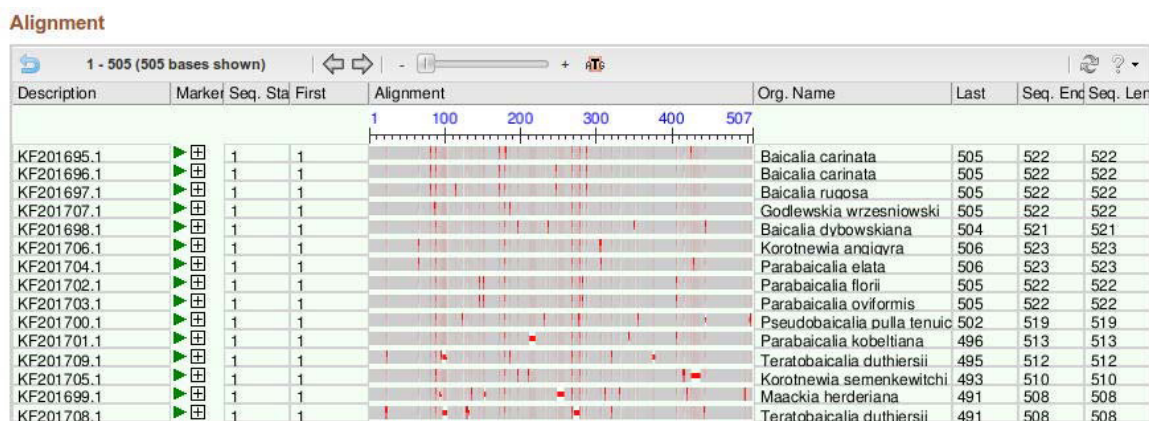 Alignment
1 - 505 (505 bases shown) - + ATG ?
Description Marker Seq. Sta First Alignment Org. Name Last Seq. End Seq. Len
1 100 200 300 400 507
KF201695.1 1 1 Baicalia carinata 505 522 522
KF201696.1 1 1 Baicalia carinata 505 522 522
KF201697.1 1 1 Baicalia rugosa 505 522 522
KF201707.1 1 1 Godlewskia wrzesniowski 505 522 522
KF201698.1 1 1 Baicalia dybowskiana 504 521 521
KF201706.1 1 1 Korotnewia angigyra 506 523 523
KF201704.1 1 1 Parabaicalia elata 506 523 523
KF201702.1 1 1 Parabaicalia florii 505 522 522
KF201703.1 1 1 Parabaicalia oviformis 505 522 522
KF201700.1 1 1 Pseudobaicalia pulla tenuic 502 519 519
KF201701.1 1 1 Parabaicalia kobeltiana 496 513 513
KF201709.1 1 1 Teratobaicalia duthiersii 495 512 512
KF201705.1 1 1 Korotnewia semenkewitchi 493 510 510
KF201699.1 1 1 Maackia herderiana 491 508 508
KF201708.1 1 1 Teratobaicalia duthiersii 491 508 508